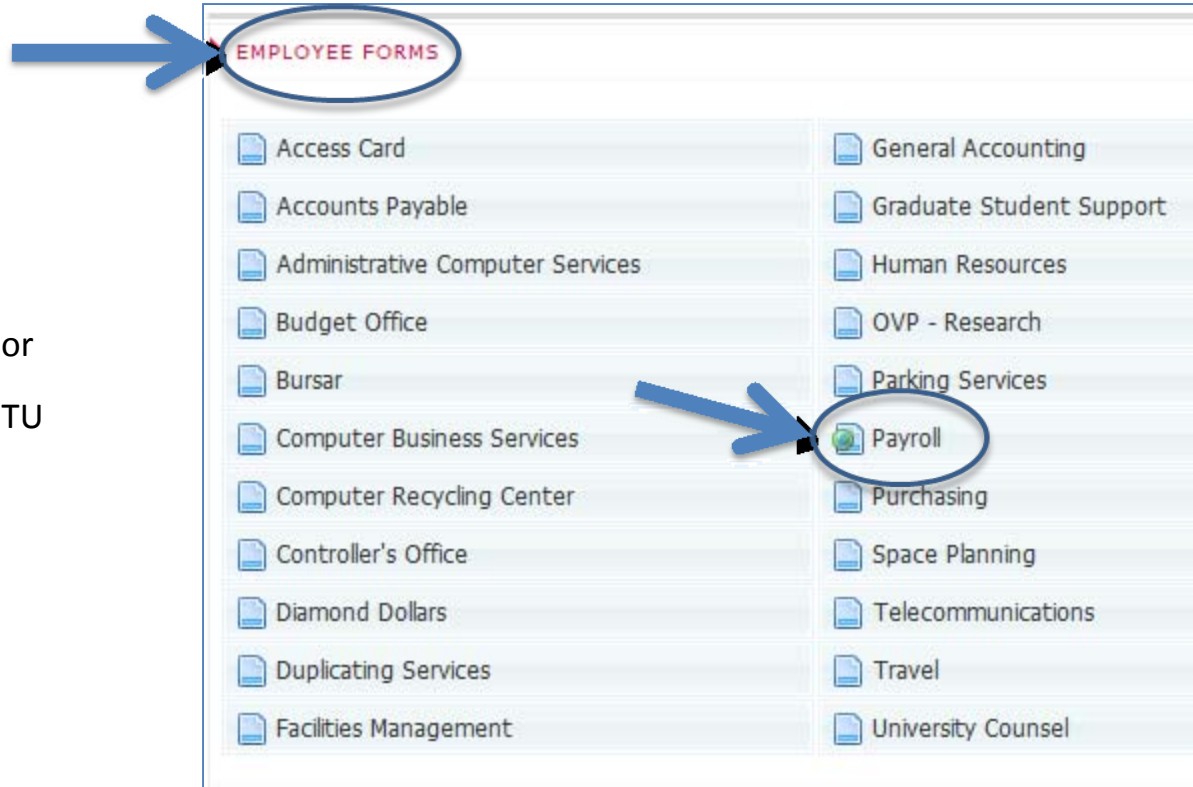 EMPLOYEE FORMS
Access Card
General Accounting
Accounts Payable
Graduate Student Support
Administrative Computer Services
Human Resources
Budget Office
OVP - Research
or
Bursar
Parking Services
TU
Computer Business Services
Payroll
Computer Recycling Center
Purchasing
Controller's Office
Space Planning
Diamond Dollars
Telecommunications
Duplicating Services
Travel
Facilities Management
University Counsel